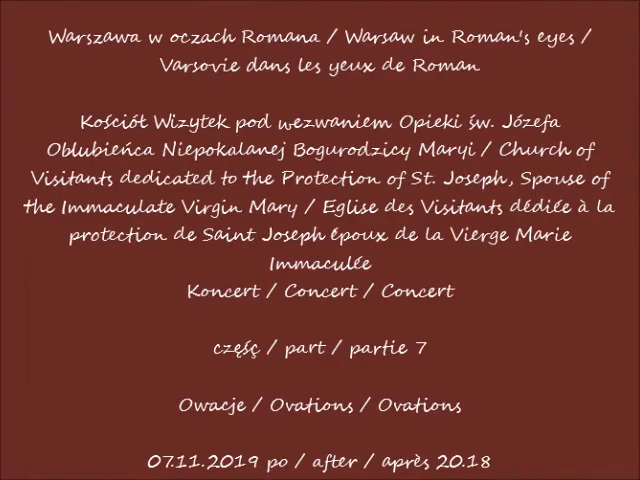 Warszawa w oczach Romana / Warsaw in Roman's eyes /
Varsovie dans les yeux de Roman
Kościół Wizytek pod wezwaniem Opieki św. Józefa
Oblubieńca Niepokalanej Bogurodzicy Maryi / Church of
Visitants dedicated to the Protection of St. Joseph, Spouse of
the Immaculate Virgin Mary / Eglise des Visitants dédiée à la
protection de Saint Joseph époux de la Vierge Marie
Immaculée
Koncert / Concert / Concert
częśç / part / partie 7
Owacje / Ovations / Ovations
07.11.2019 po / after / après 20.18